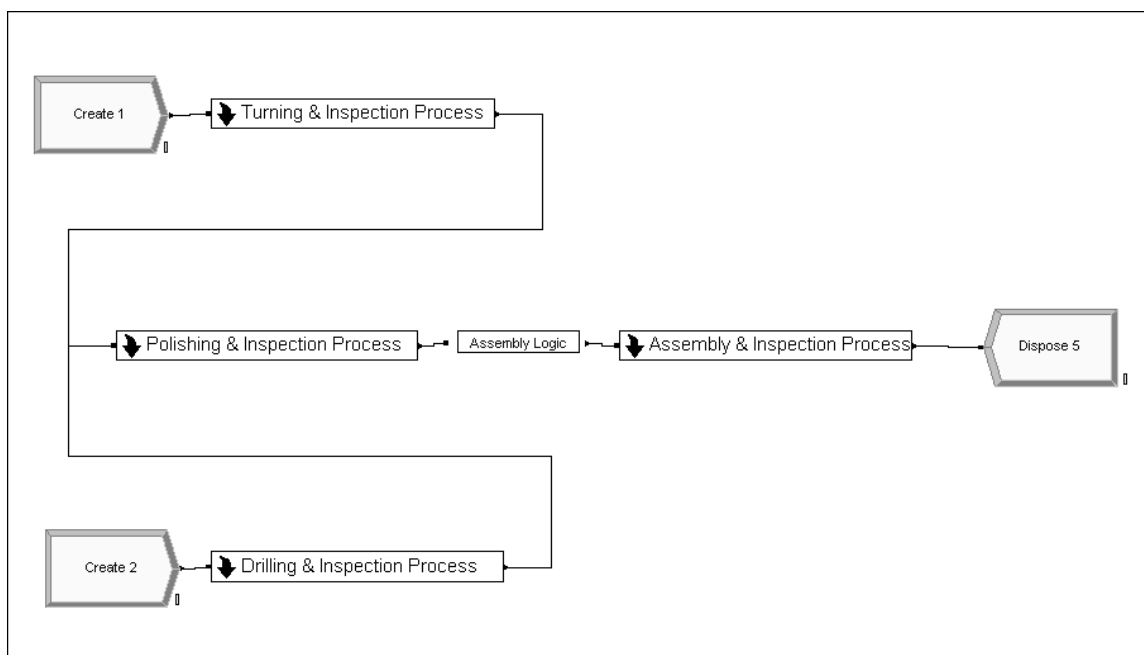 Create 1
Turning & Inspection Process
Polishing & Inspection Process
Assembly Logic
Assembly & Inspection Process
Dispose 5
Create 2
Drilling & Inspection Process